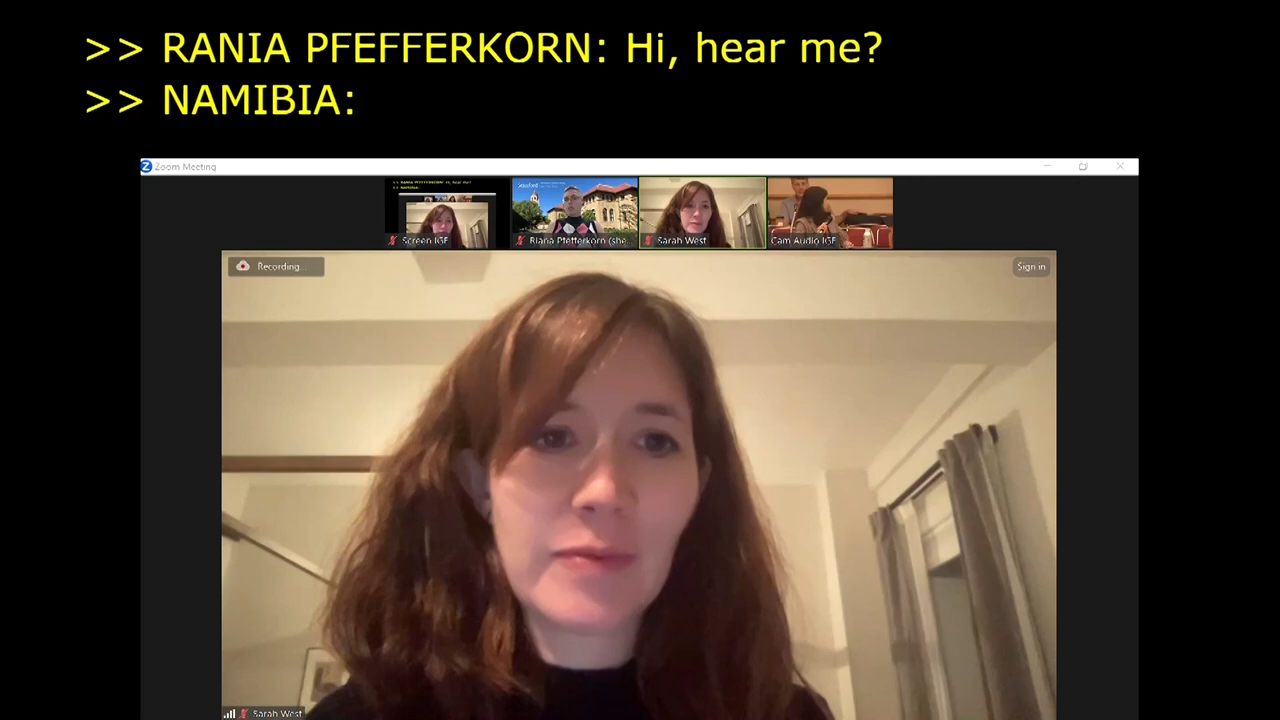 >> RANIA PFEFFERKORN: Hi, hear me?
>> NAMIBIA:
Zoom Meeting
Screen IGF
Riana Pfefferkorn (she
Sarah West
Cam Audio IGF
Recording...
Sign in
Sarah West